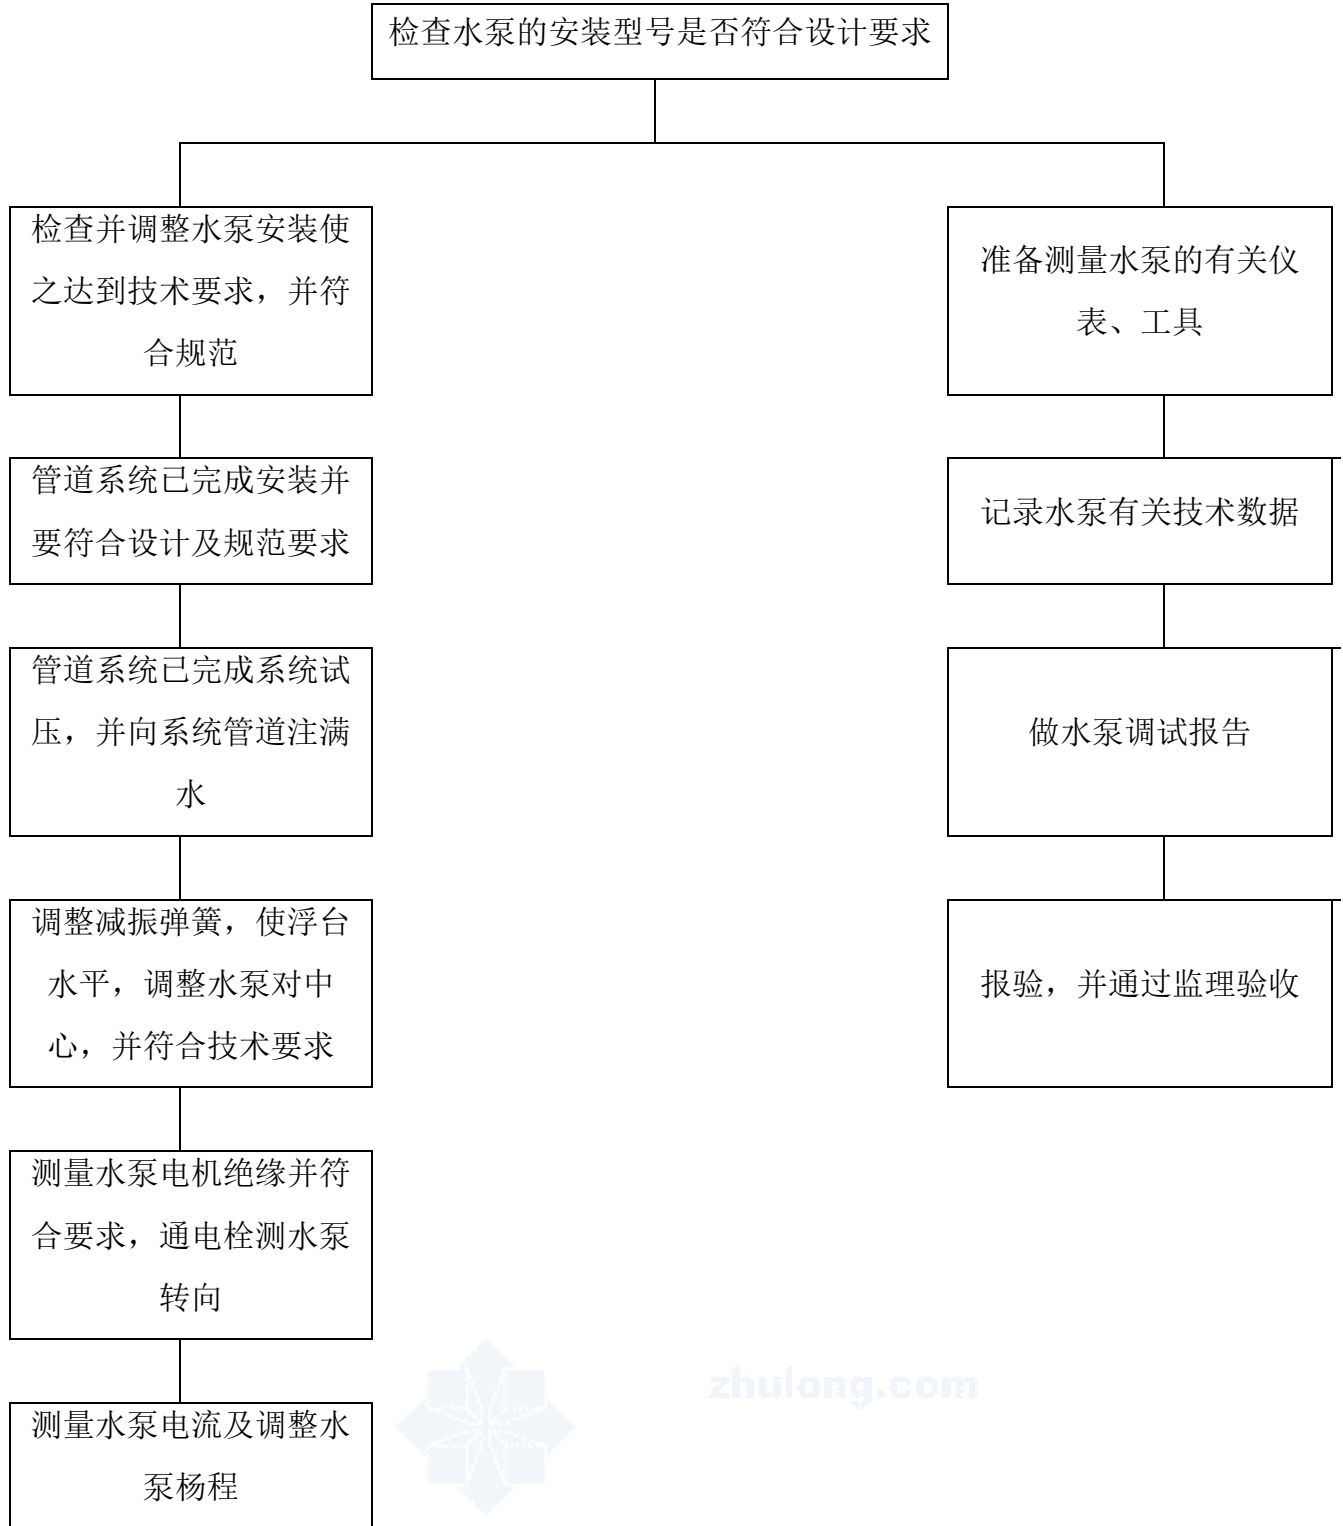 检查水泵的安装型号是否符合设计要求
检查并调整水泵安装使
之达到技术要求，并符
合规范
管道系统已完成安装并
要符合设计及规范要求
管道系统已完成系统试
压，并向系统管道注满
水
调整减振弹簧，使浮台
水平，调整水泵对中
心，并符合技术要求
测量水泵电机绝缘并符
合要求，通电栓测水泵
转向
测量水泵电流及调整水
泵杨程
准备测量水泵的有关仪
表、工具
记录水泵有关技术数据
做水泵调试报告
报验，并通过监理验收
zhulong.com